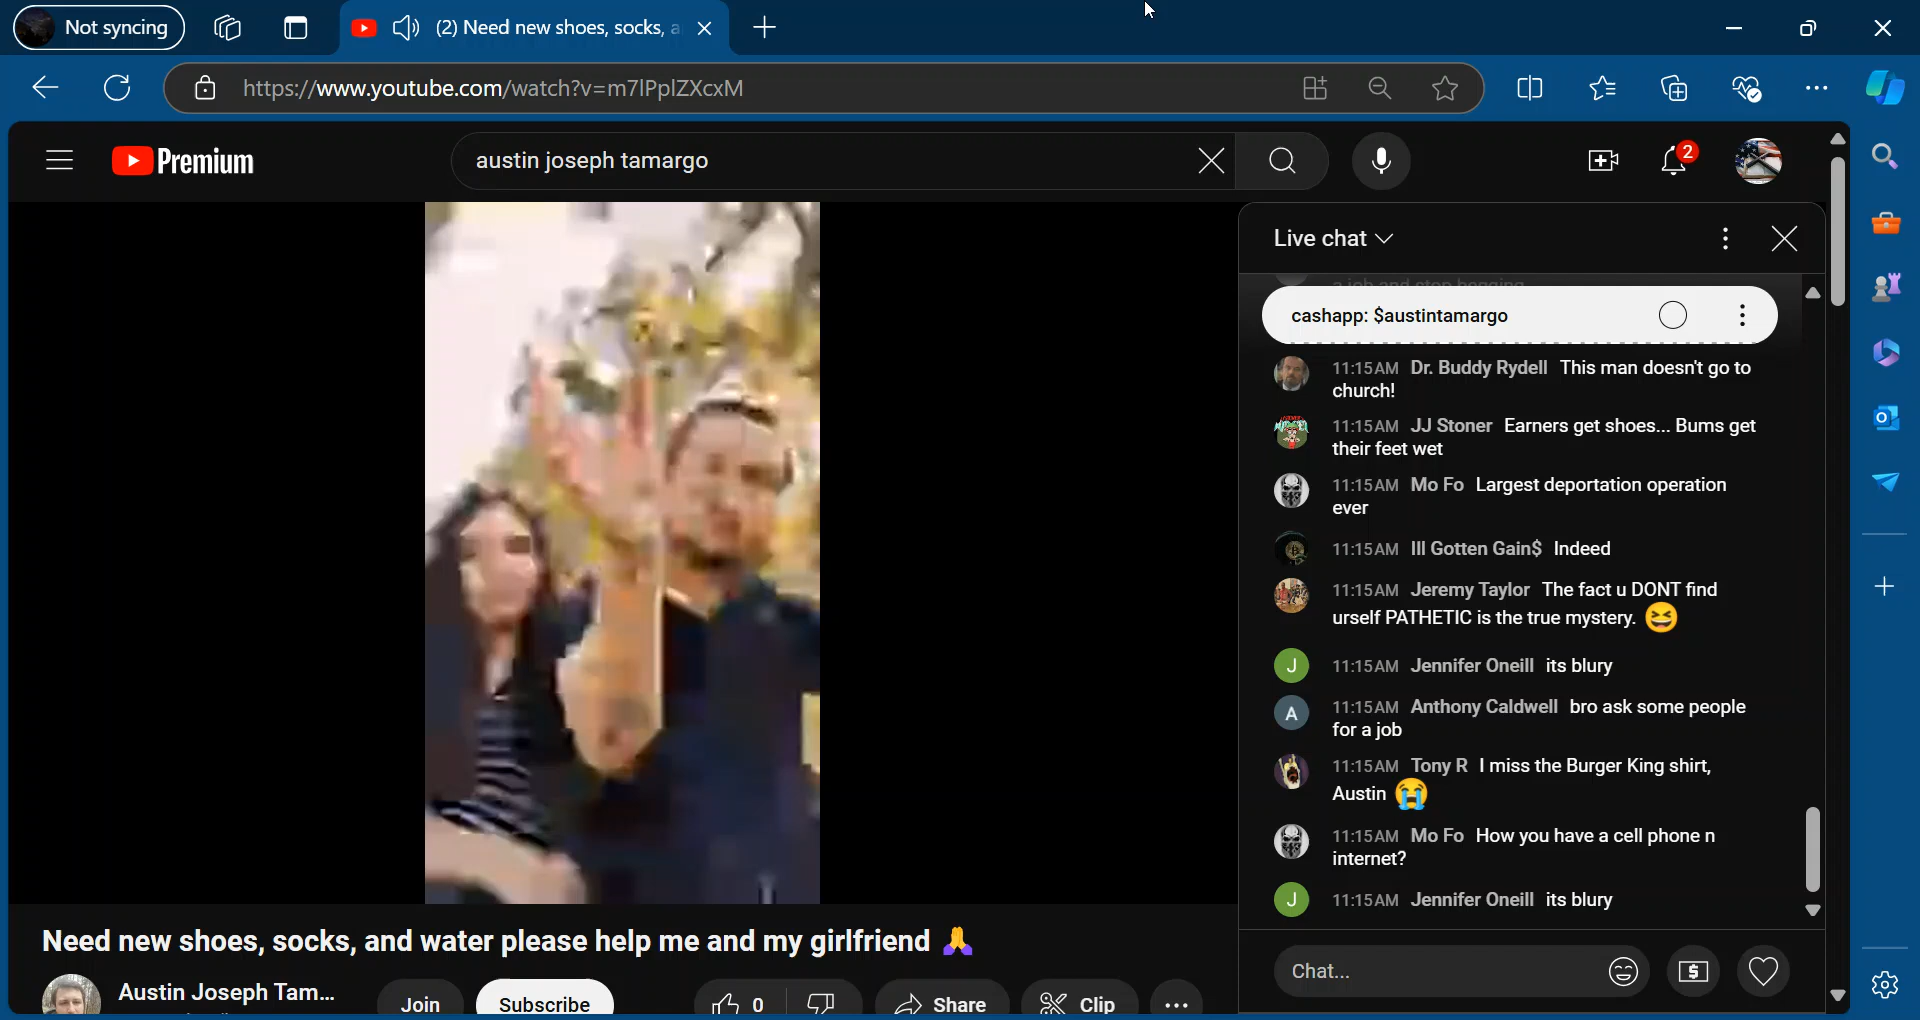 Not syncing
(2) Need new shoes, socks, a
https://www.youtube.com/watch?v=m7lPplZXcxM
Premium
austin joseph tamargo
2
Live chat
a job and stop begging
cashapp: $austintamargo
11:15AM Dr. Buddy Rydell This man doesn't go to
church!
11:15AM JJ Stoner Earners get shoes... Bums get
their feet wet
11:15AM Mo Fo Largest deportation operation
ever
11:15AM Ill Gotten Gain$ Indeed
11:15AM Jeremy Taylor The fact u DONT find
urself PATHETIC is the true mystery. 😆
J 11:15AM Jennifer Oneill its blury
A 11:15AM Anthony Caldwell bro ask some people
for a job
11:15AM Tony R I miss the Burger King shirt,
Austin 😭
11:15AM Mo Fo How you have a cell phone n
internet?
J 11:15AM Jennifer Oneill its blury
Chat...
Need new shoes, socks, and water please help me and my girlfriend 🙏
Austin Joseph Tam...
Join
Subscribe
0
Share
Clip